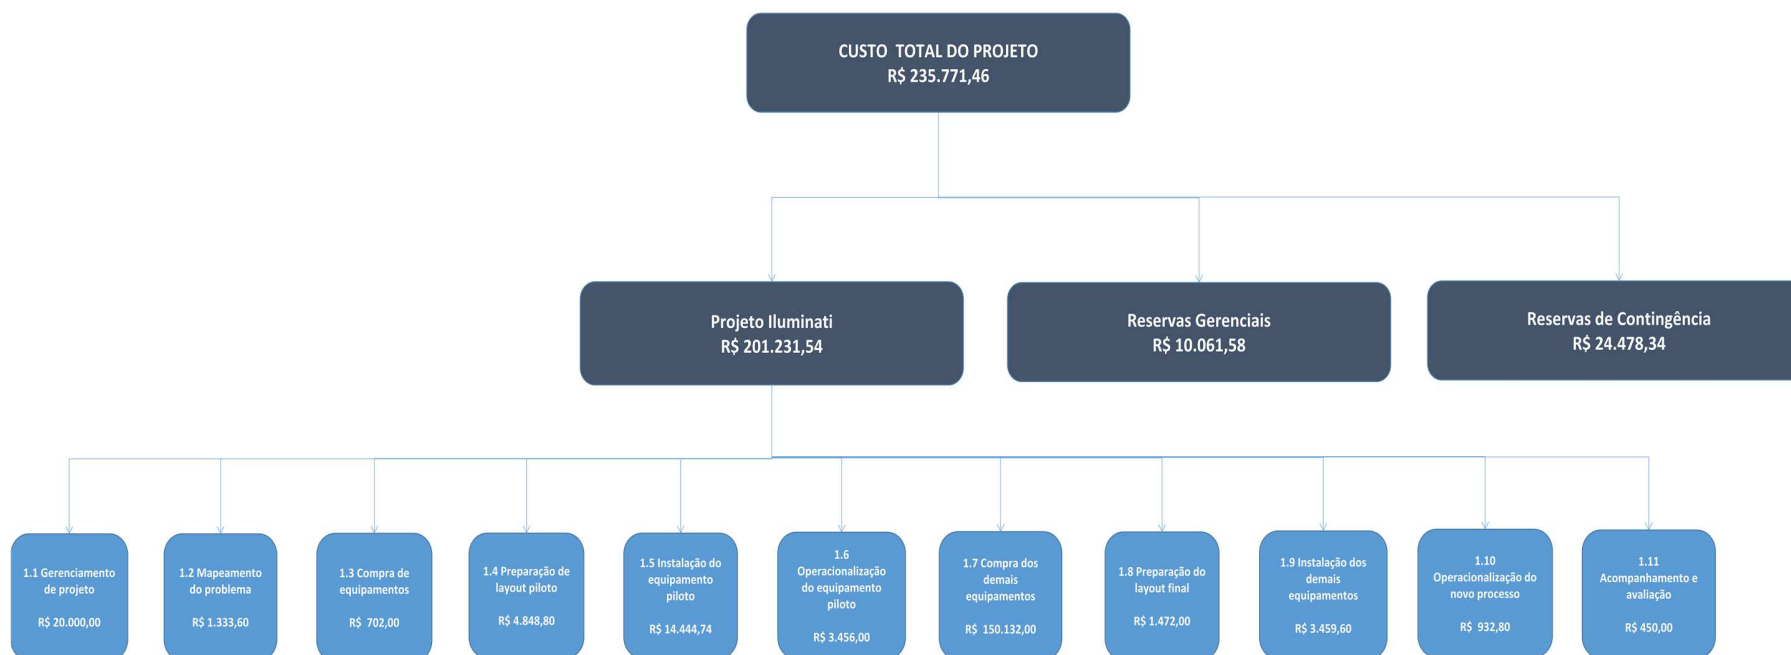 CUSTO  TOTAL DO PROJETO
R$ 235.771,46
Projeto Iluminati
R$ 201.231,54
Reservas Gerenciais
R$ 10.061,58
Reservas de Contingência
R$ 24.478,34
1.1 Gerenciamento
de projeto
R$ 20.000,00
1.2 Mapeamento
do problema
R$ 1.333,60
1.3 Compra de
equipamentos
R$  702,00
1.4 Preparação de
layout piloto
R$ 4.848,80
1.5 Instalação do
equipamento
piloto
R$ 14.444,74
1.6
Operacionalização
do equipamento
piloto
R$ 3.456,00
1.7 Compra dos
demais
equipamentos
R$  150.132,00
1.8 Preparação do
layout final
R$ 1.472,00
1.9 Instalação dos
demais
equipamentos
R$ 3.459,60
1.10
Operacionalização do
novo processo
R$  932,80
1.11
Acompanhamento e
avaliação
R$ 450,00